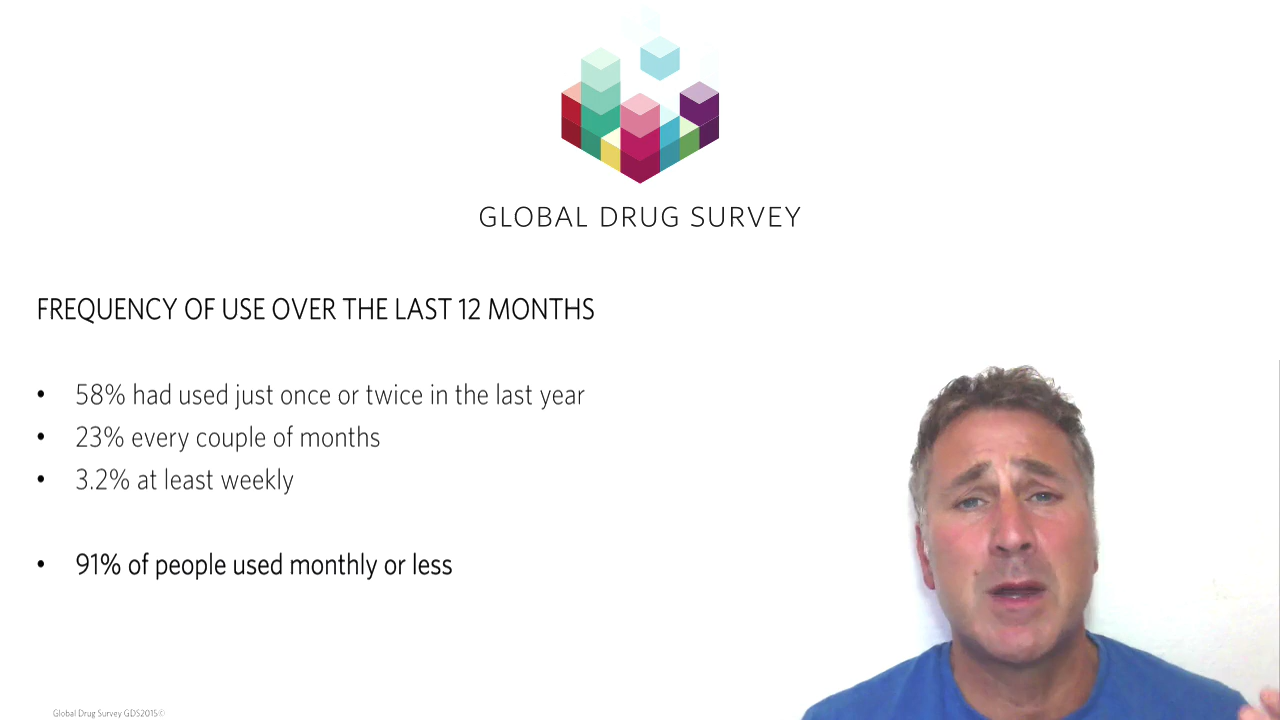 GLOBAL DRUG SURVEY
FREQUENCY OF USE OVER THE LAST 12 MONTHS
• 58% had used just once or twice in the last year
• 23% every couple of months
• 3.2% at least weekly
• 91% of people used monthly or less
Global Drug Survey GDS2015©